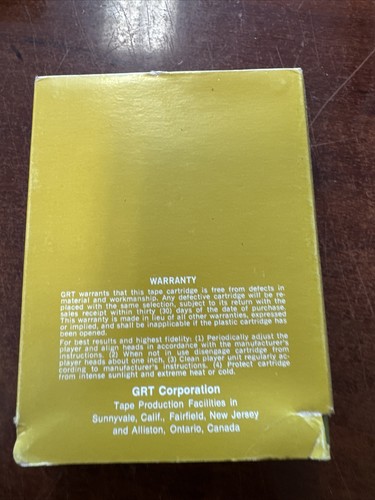 WARRANTY
GRT warrants that this tape cartridge is free from defects in
material and workmanship. Any defective cartridge will be re-
placed with the same selection, subject to its return with the
sales receipt within thirty (30) days of the date of purchase.
This warranty is made in lieu of all other warranties, expressed
or implied, and shall be inapplicable if the plastic cartridge has
been opened.
For best results and highest fidelity: (1) Periodically adjust the
player and align heads in accordance with the manufacturer's
instructions. (2) When not in use disengage cartridge from
player heads about one inch. (3) Clean player unit regularly ac-
cording to manufacturer's instructions. (4) Protect cartridge
from intense sunlight and extreme heat or cold.
GRT Corporation
Tape Production Facilities in
Sunnyvale, Calif., Fairfield, New Jersey
and Alliston, Ontario, Canada